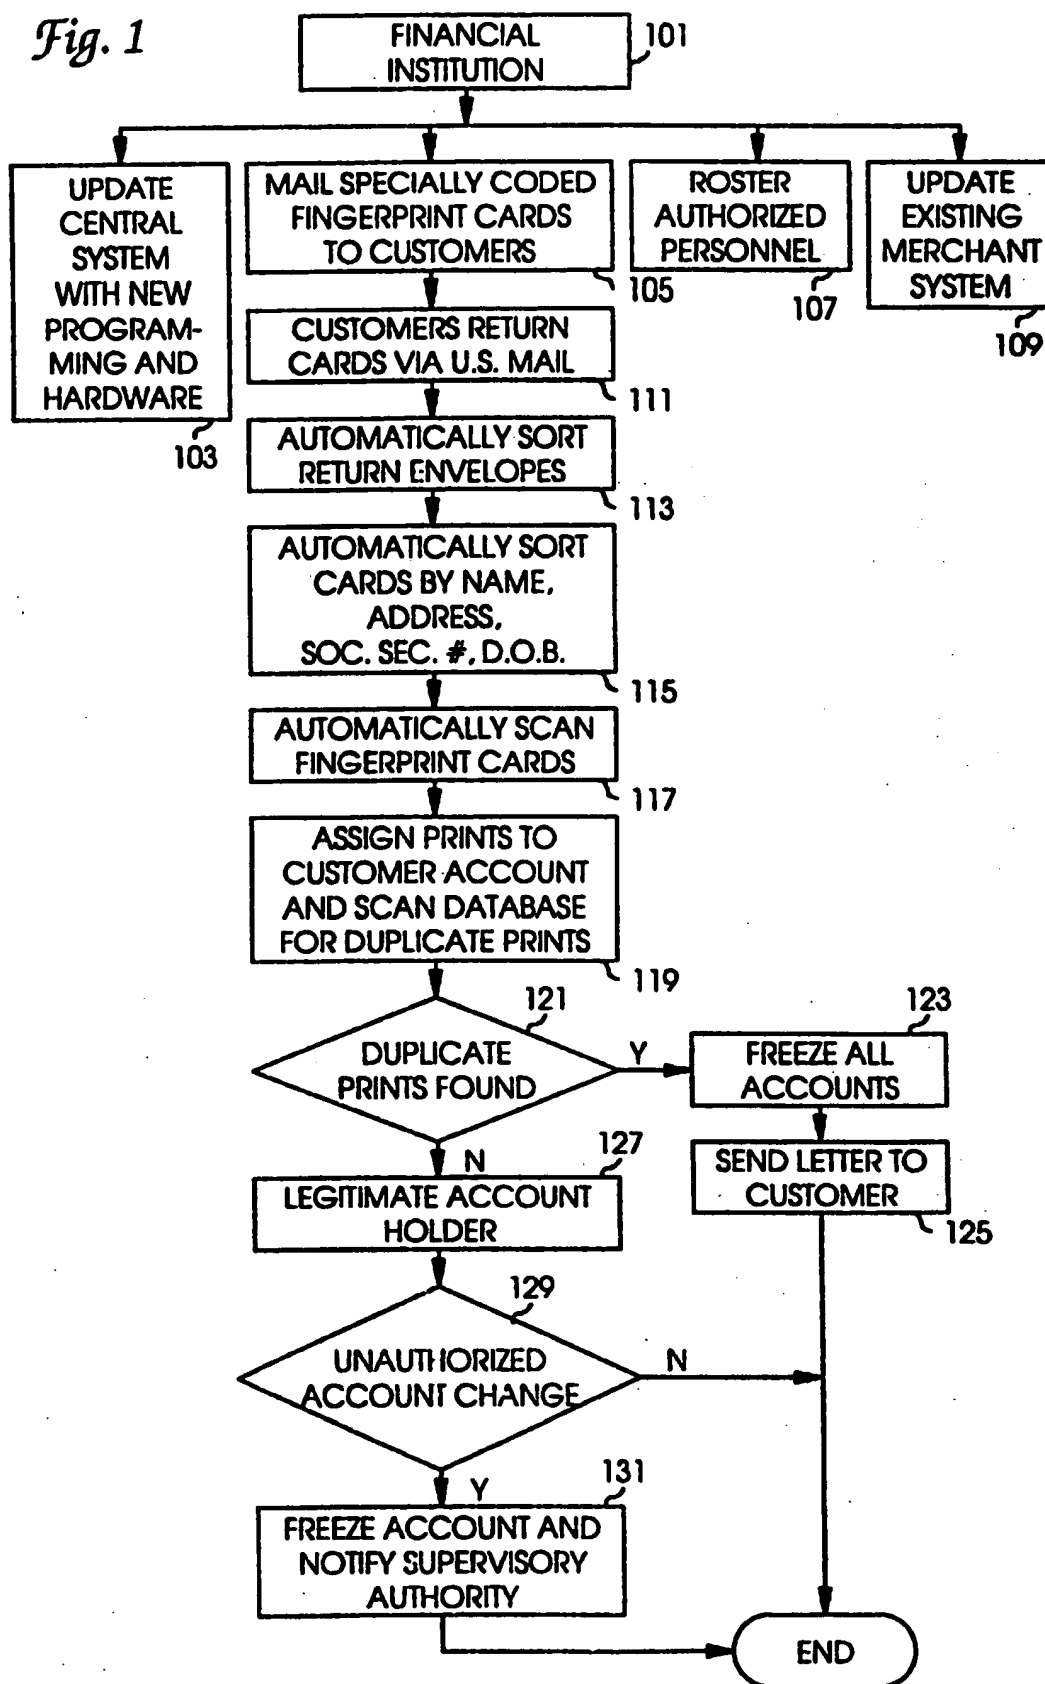 Fig. 1
FINANCIAL
INSTITUTION
101
UPDATE
CENTRAL
SYSTEM
WITH NEW
PROGRAM-
MING AND
HARDWARE
103
MAIL SPECIALLY CODED
FINGERPRINT CARDS
TO CUSTOMERS
105
ROSTER
AUTHORIZED
PERSONNEL
107
UPDATE
EXISTING
MERCHANT
SYSTEM
109
CUSTOMERS RETURN
CARDS VIA U.S. MAIL
111
AUTOMATICALLY SORT
RETURN ENVELOPES
113
AUTOMATICALLY SORT
CARDS BY NAME,
ADDRESS,
SOC. SEC. #, D.O.B.
115
AUTOMATICALLY SCAN
FINGERPRINT CARDS
117
ASSIGN PRINTS TO
CUSTOMER ACCOUNT
AND SCAN DATABASE
FOR DUPLICATE PRINTS
119
121
DUPLICATE
PRINTS FOUND
Y
N
123
FREEZE ALL
ACCOUNTS
SEND LETTER TO
CUSTOMER
125
127
LEGITIMATE ACCOUNT
HOLDER
129
UNAUTHORIZED
ACCOUNT CHANGE
N
Y
131
FREEZE ACCOUNT AND
NOTIFY SUPERVISORY
AUTHORITY
END